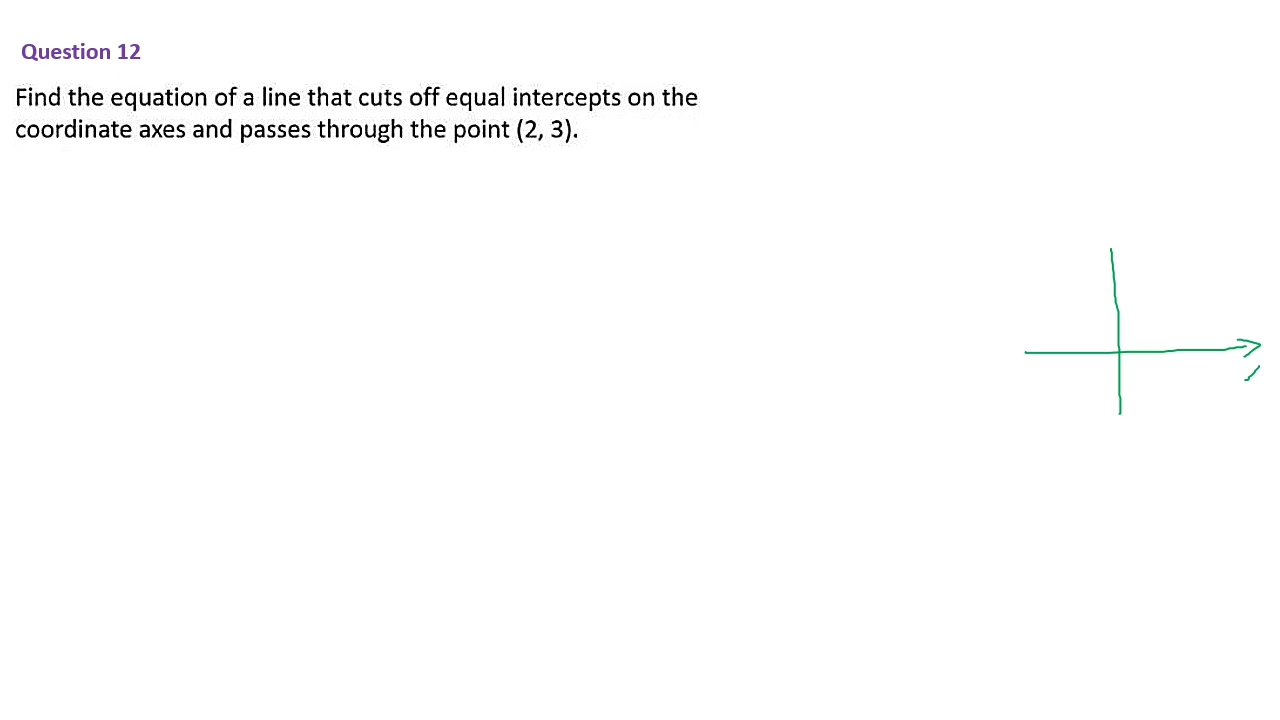 Question 12
Find the equation of a line that cuts off equal intercepts on the
coordinate axes and passes through the point (2, 3).